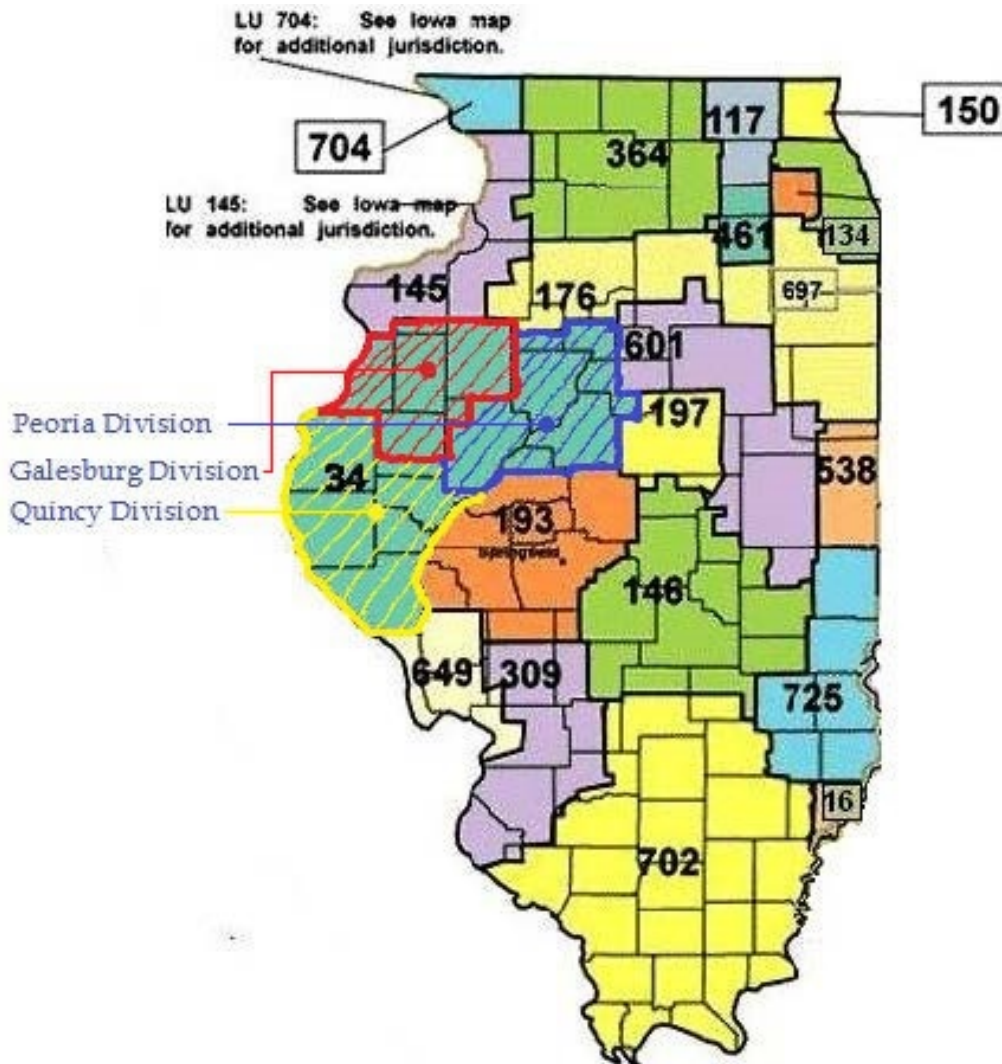 LU 704: See Iowa map
for additional jurisdiction.
704
117
150
364
LU 145: See Iowa map
for additional jurisdiction.
461
134
145
176
697
601
Peoria Division
197
Galesburg Division
34
538
Quincy Division
193
Springfield
146
649
309
725
16
702